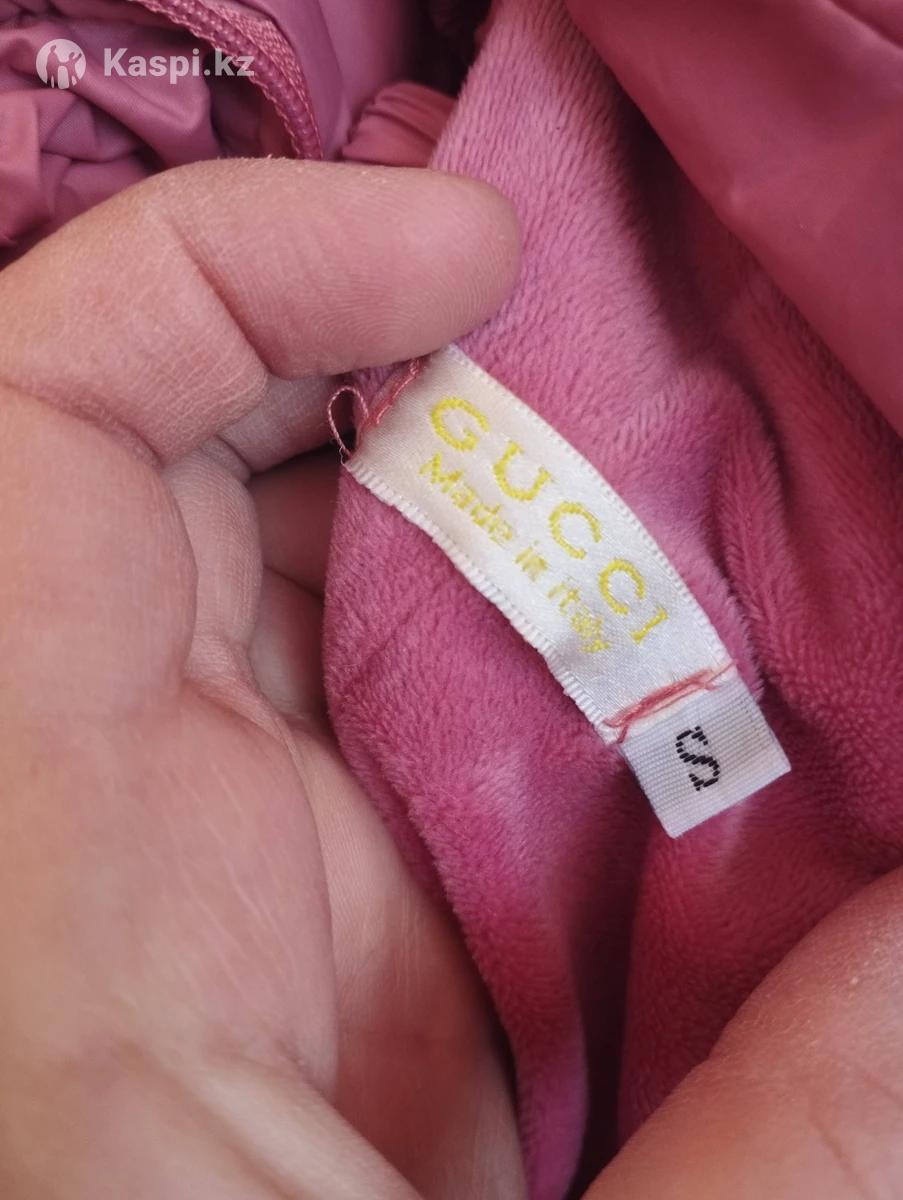 Kaspi.kz
GUCCI
Made in italy
S